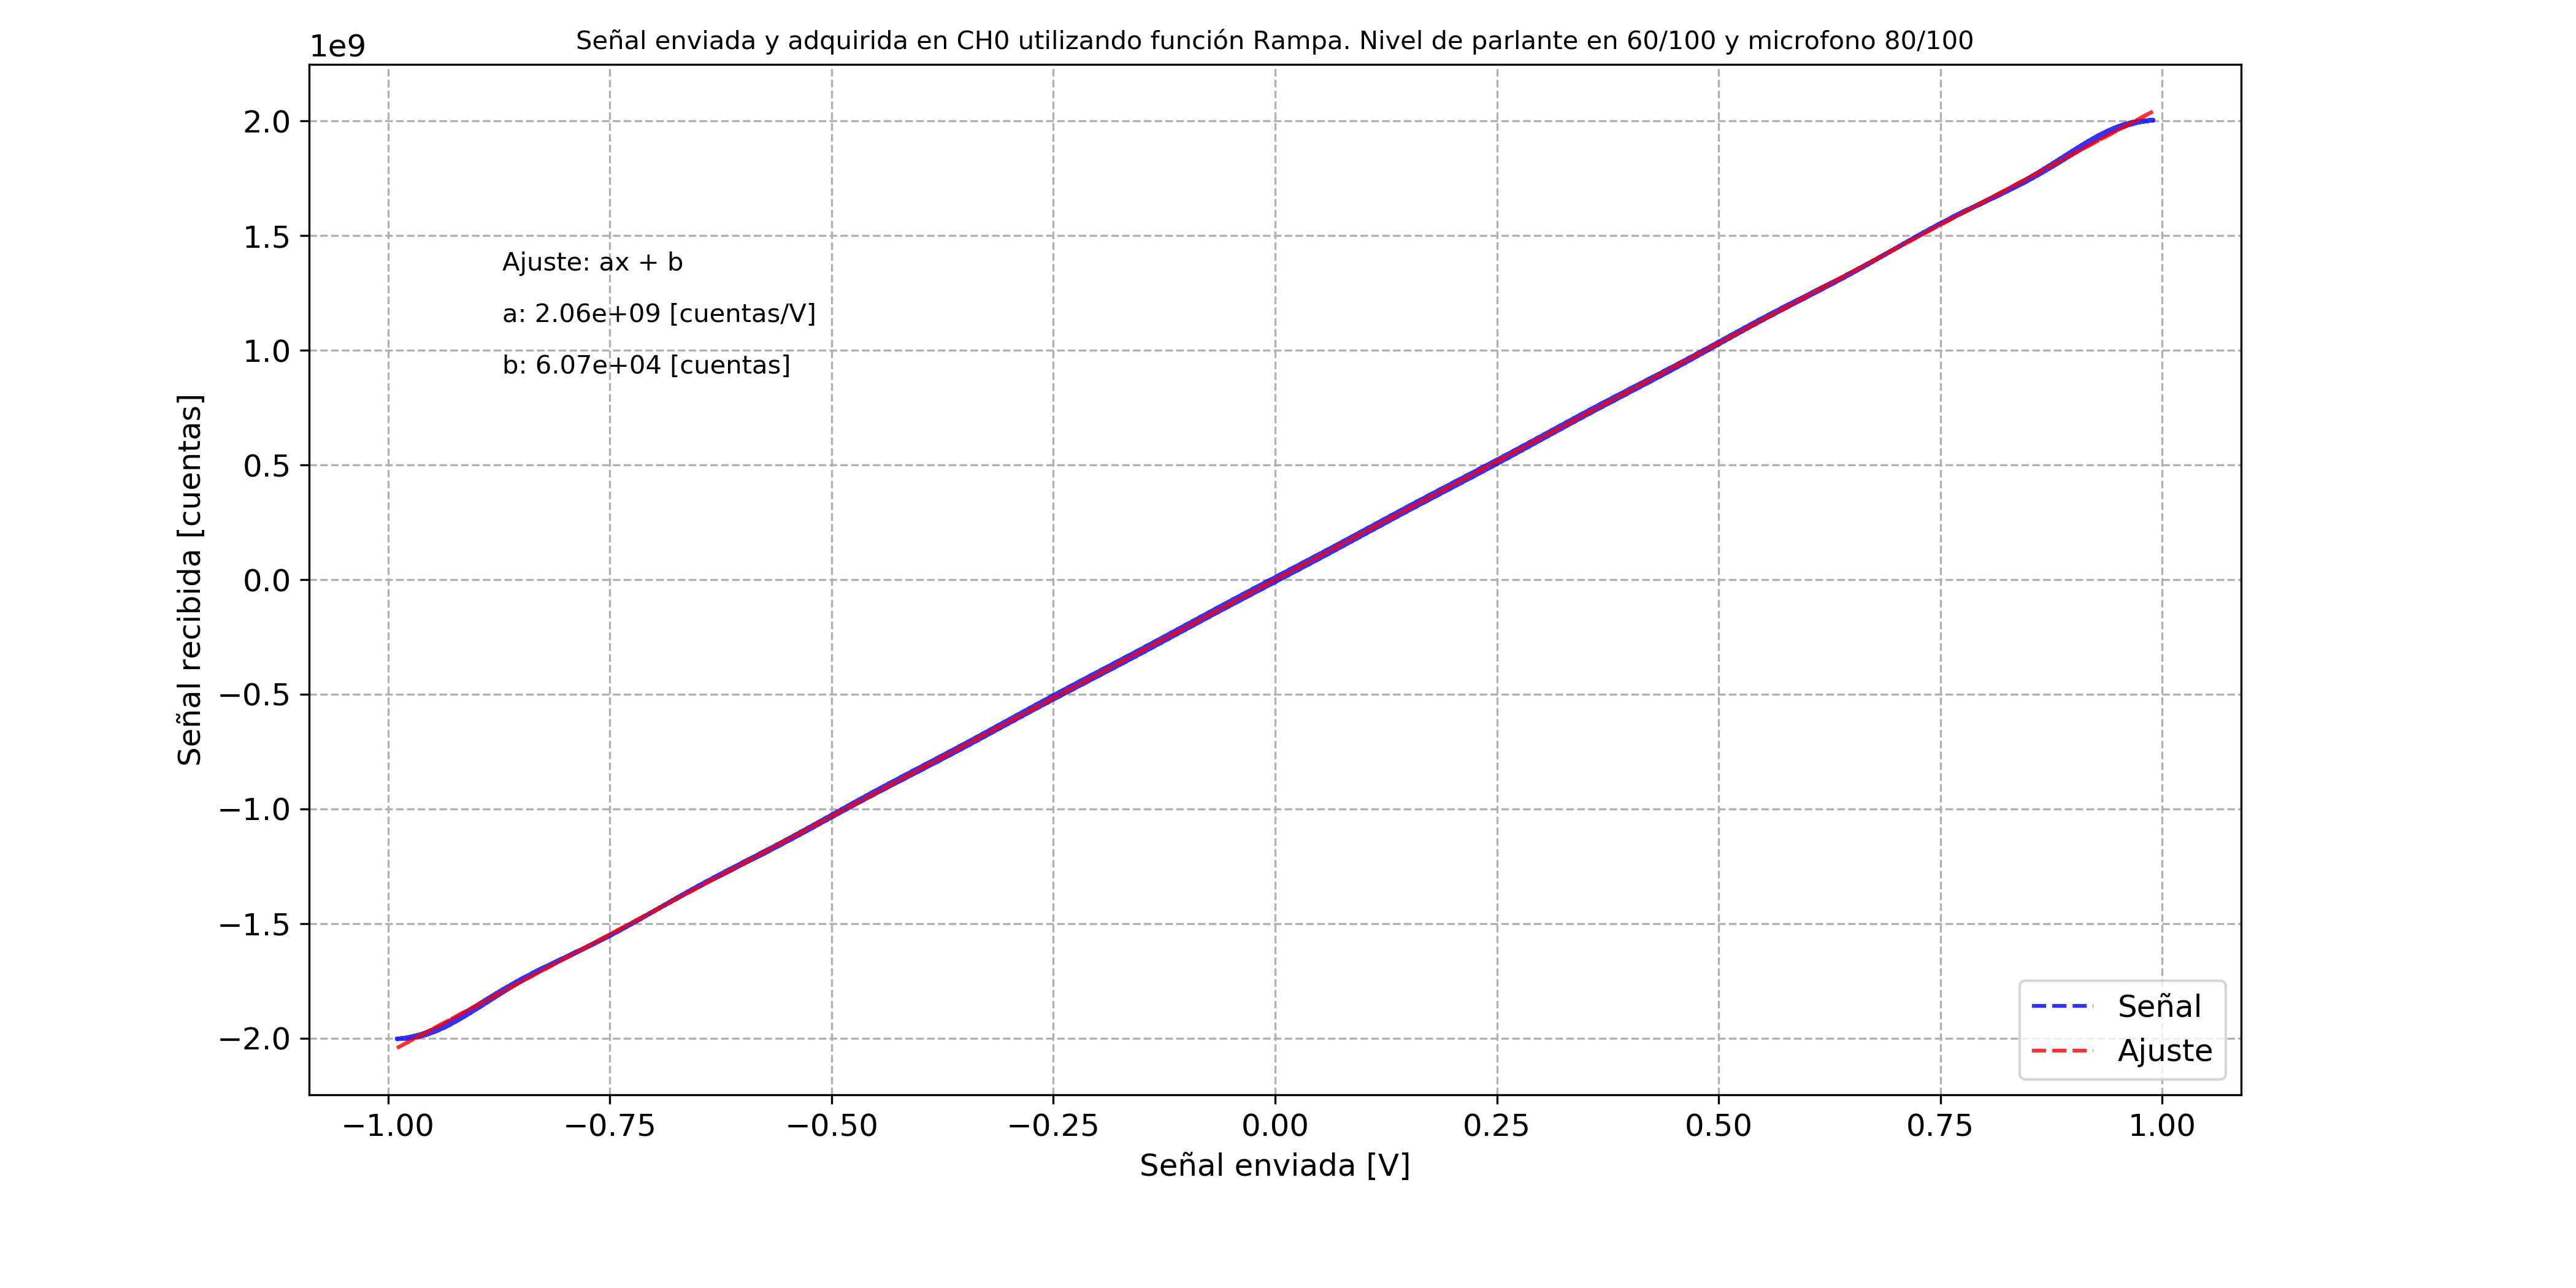 Señal enviada y adquirida en CH0 utilizando función Rampa. Nivel de parlante en 60/100 y microfono 80/100
1e9
2.0
1.5
1.0
0.5
0.0
−0.5
−1.0
−1.5
−2.0
Señal recibida [cuentas]
Ajuste: ax + b
a: 2.06e+09 [cuentas/V]
b: 6.07e+04 [cuentas]
Señal
Ajuste
−1.00 −0.75 −0.50 −0.25 0.00 0.25 0.50 0.75 1.00
Señal enviada [V]